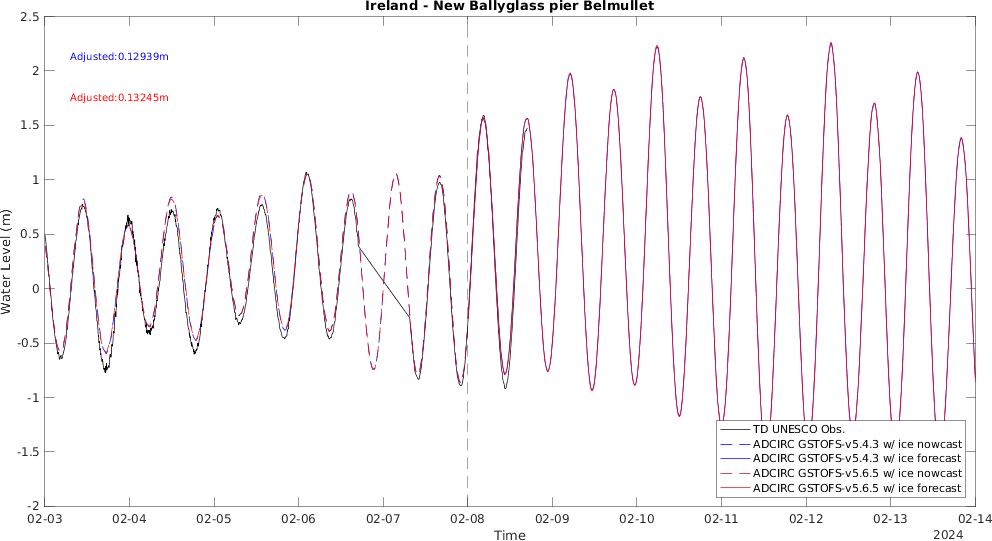 Ireland - New Ballyglass pier Belmullet
2.5
Adjusted:0.12939m
2
Adjusted:0.13245m
1.5
1
0.5
Water Level (m)
0
-0.5
-1
TD UNESCO Obs.
ADCIRC GSTOFS-v5.4.3 w/ ice nowcast
-1.5
ADCIRC GSTOFS-v5.4.3 w/ ice forecast
ADCIRC GSTOFS-v5.6.5 w/ ice nowcast
ADCIRC GSTOFS-v5.6.5 w/ ice forecast
-2
02-03 02-04 02-05 02-06 02-07 02-08 02-09 02-10 02-11 02-12 02-13 02-14
Time
2024